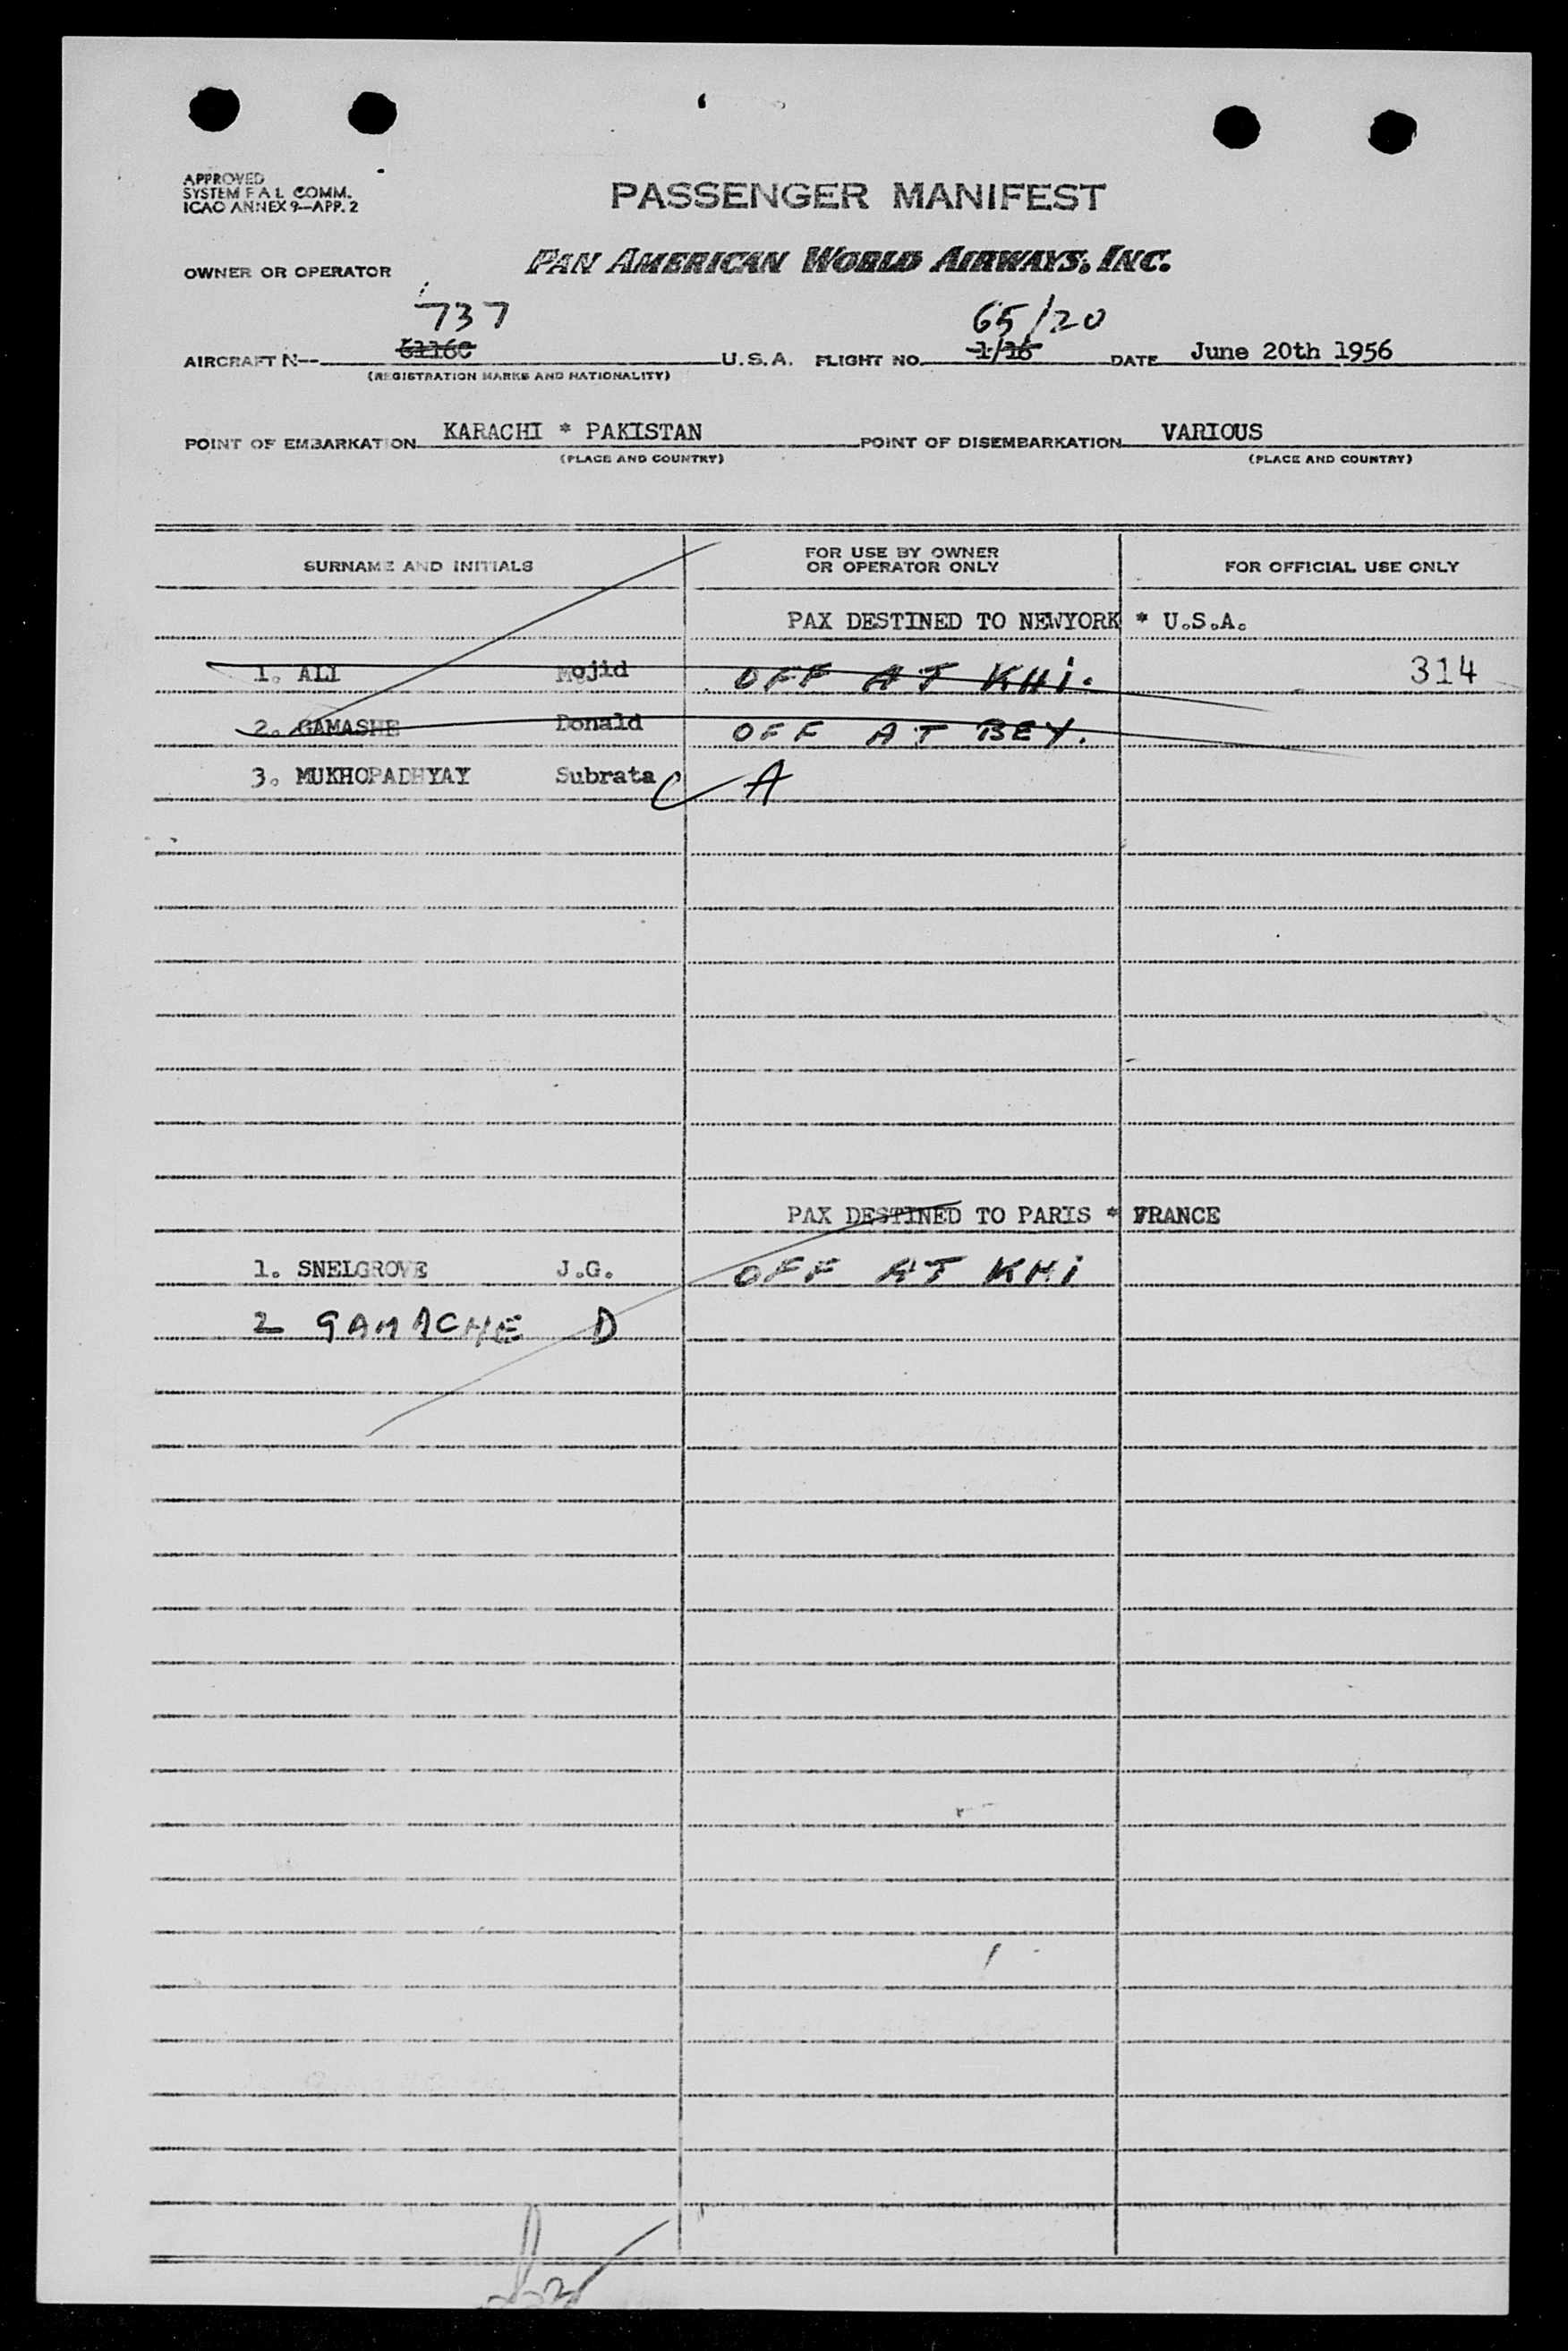 APPROVED
SYSTEM F A L COMM.
ICAO ANNEX 9—APP. 2
PASSENGER MANIFEST
OWNER OR OPERATOR PAN AMERICAN WORLD AIRWAYS, INC.
737 65/20
AIRCRAFT N-- U.S.A. FLIGHT NO. 1/16 DATE June 20th 1956
(REGISTRATION MARKS AND NATIONALITY)
POINT OF EMBARKATION KARACHI * PAKISTAN POINT OF DISEMBARKATION VARIOUS
(PLACE AND COUNTRY) (PLACE AND COUNTRY)
SURNAME AND INITIALS FOR USE BY OWNER OR OPERATOR ONLY FOR OFFICIAL USE ONLY
PAX DESTINED TO NEWYORK * U.S.A.
1. ALI Mojid OFF AT KHI. 314
2. GAMASHE Donald OFF AT BEY.
3. MUKHOPADHYAY Subrata A
PAX DESTINED TO PARIS * FRANCE
1. SNELGROVE J.G. OFF AT KHI
2 GAMACHE D